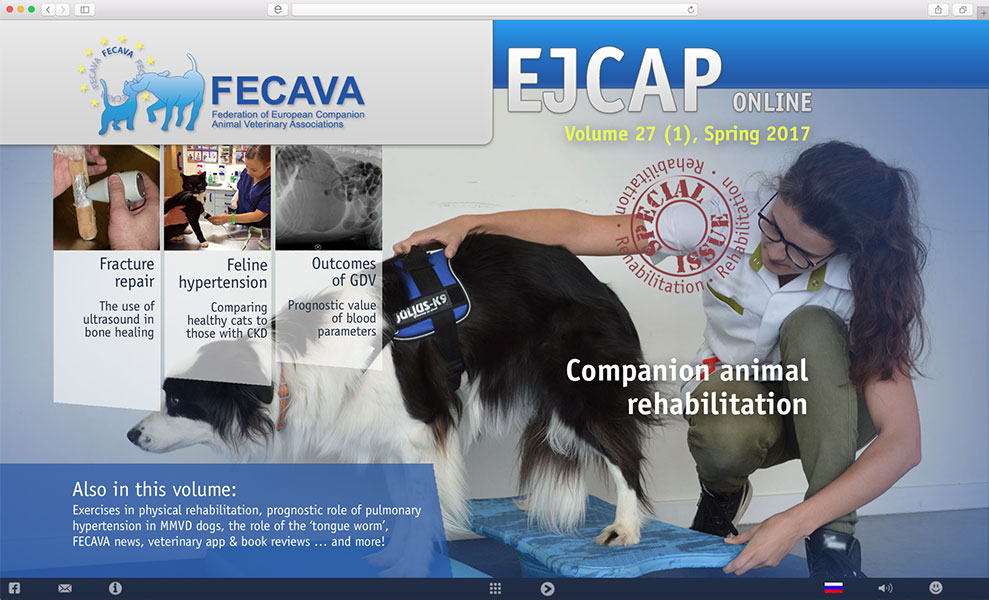 RECAVA FECAVA FE
FECAVA
Federation of European Companion
Animal Veterinary Associations
EJCAP
ONLINE
Volume 27 (1), Spring 2017
Rehabilitation · Rehabilitation · Rehabilitation ·
SPECIAL
ISSUE
Fracture
repair
The use of
ultrasound in
bone healing
Feline
hypertension
Comparing
healthy cats to
those with CKD
Outcomes
of GDV
Prognostic value
of blood
parameters
JULIUS-K9
Companion animal
rehabilitation
Also in this volume:
Exercises in physical rehabilitation, prognostic role of pulmonary
hypertension in MMVD dogs, the role of the ‘tongue worm’,
FECAVA news, veterinary app & book reviews … and more!